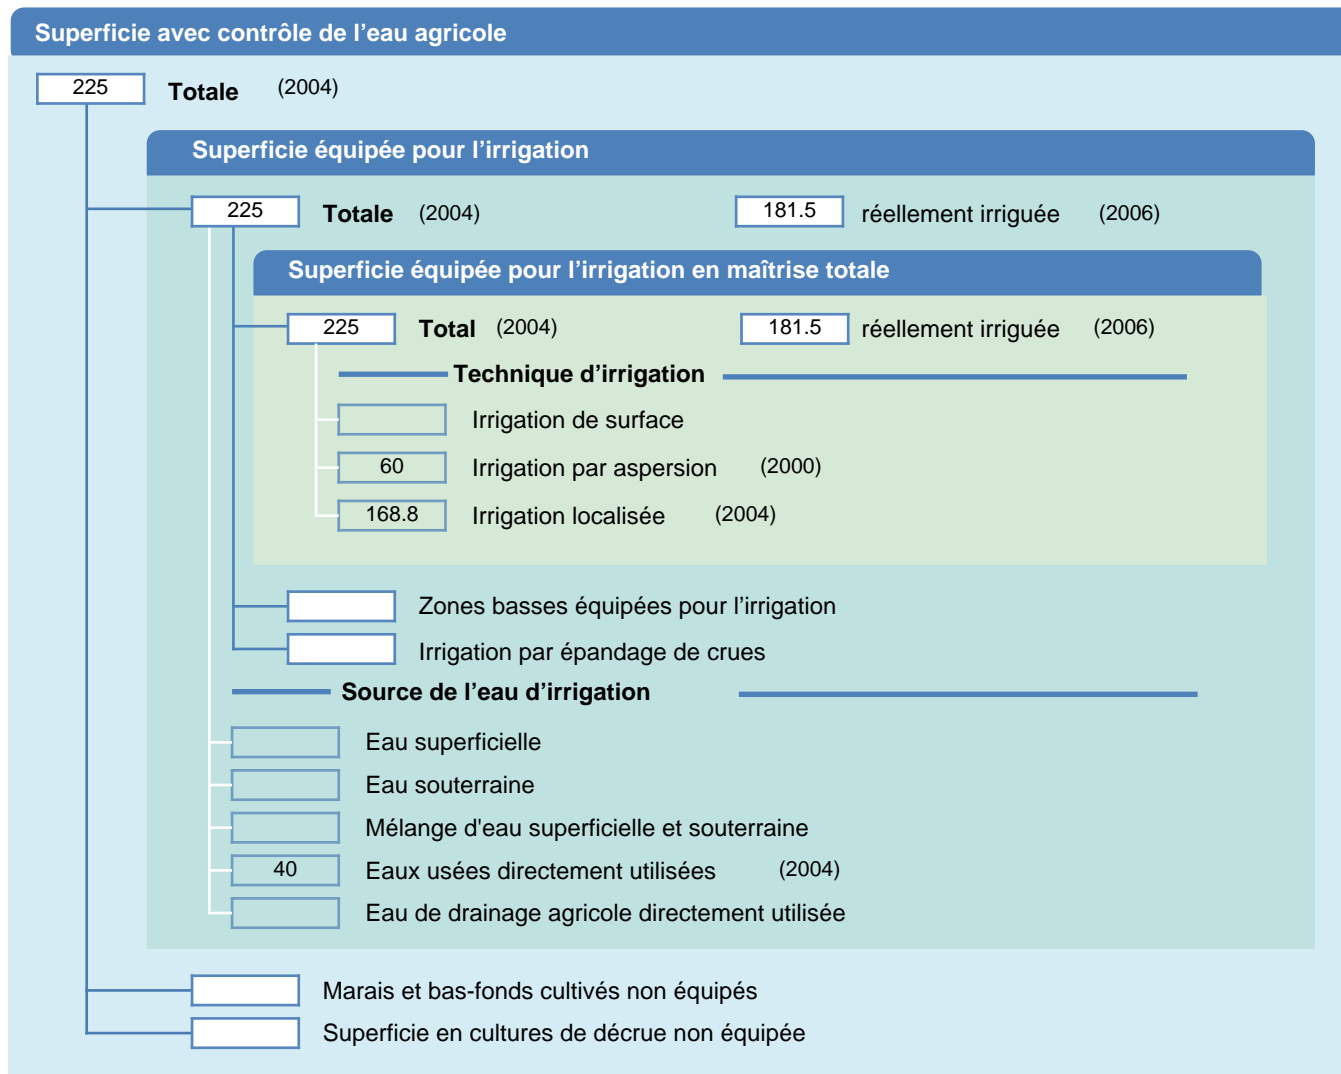 Superficie avec contrôle de l’eau agricole
225 Totale (2004)
Superficie équipée pour l’irrigation
225 Totale (2004) 181.5 réellement irriguée (2006)
Superficie équipée pour l’irrigation en maîtrise totale
225 Total (2004) 181.5 réellement irriguée (2006)
Technique d’irrigation
Irrigation de surface
60 Irrigation par aspersion (2000)
168.8 Irrigation localisée (2004)
Zones basses équipées pour l’irrigation
Irrigation par épandage de crues
Source de l’eau d’irrigation
Eau superficielle
Eau souterraine
Mélange d'eau superficielle et souterraine
40 Eaux usées directement utilisées (2004)
Eau de drainage agricole directement utilisée
Marais et bas-fonds cultivés non équipés
Superficie en cultures de décrue non équipée